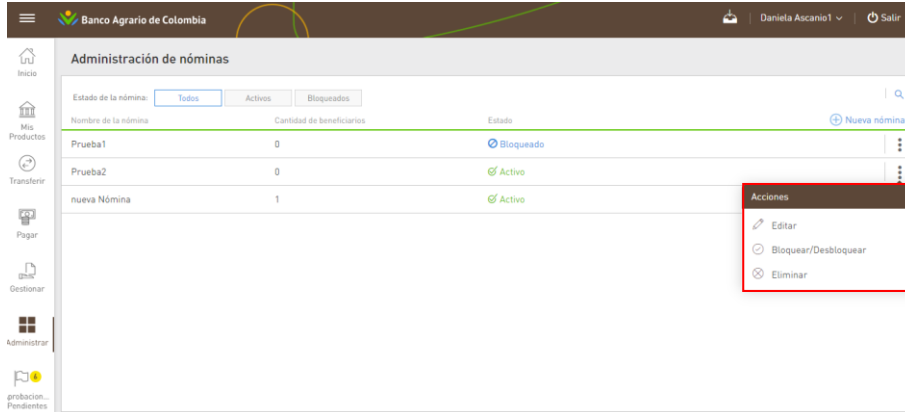 Banco Agrario de Colombia
Daniela Ascanio1
Salir
Inicio
Mis
Productos
Transferir
Pagar
Gestionar
Administrar
6
probacion...
Pendientes
Administración de nóminas
Estado de la nómina: Todos Activos Bloqueados
Nombre de la nómina Cantidad de beneficiarios Estado Nueva nómina
Prueba1 0 Bloqueado
Prueba2 0 Activo
nueva Nómina 1 Activo
Acciones
Editar
Bloquear/Desbloquear
Eliminar